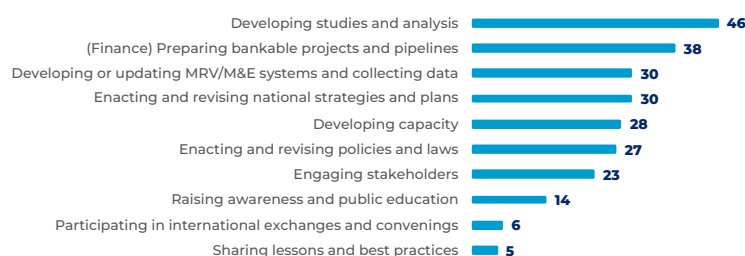 Developing studies and analysis 46
(Finance) Preparing bankable projects and pipelines 38
Developing or updating MRV/M&E systems and collecting data 30
Enacting and revising national strategies and plans 30
Developing capacity 28
Enacting and revising policies and laws 27
Engaging stakeholders 23
Raising awareness and public education 14
Participating in international exchanges and convenings 6
Sharing lessons and best practices 5